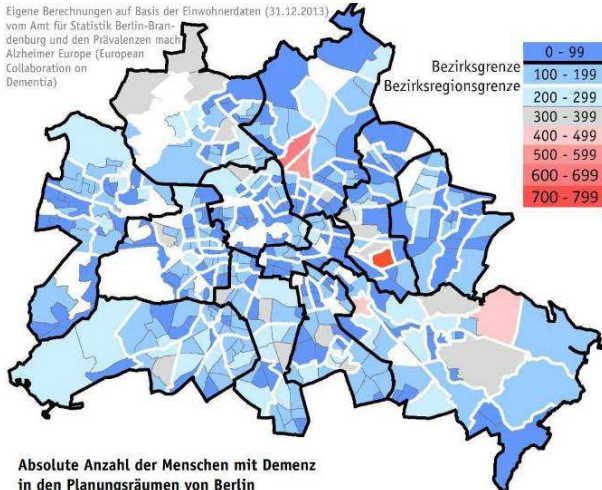 Eigene Berechnungen auf Basis der Einwohnerdaten (31.12.2013)
vom Amt für Statistik Berlin-Bran-
denburg und den Prävalenzen nach
Alzheimer Europe (European
Collaboration on
Dementia)
Bezirksgrenze
Bezirksregionsgrenze
0 - 99
100 - 199
200 - 299
300 - 399
400 - 499
500 - 599
600 - 699
700 - 799
Absolute Anzahl der Menschen mit Demenz
in den Planungsräumen von Berlin